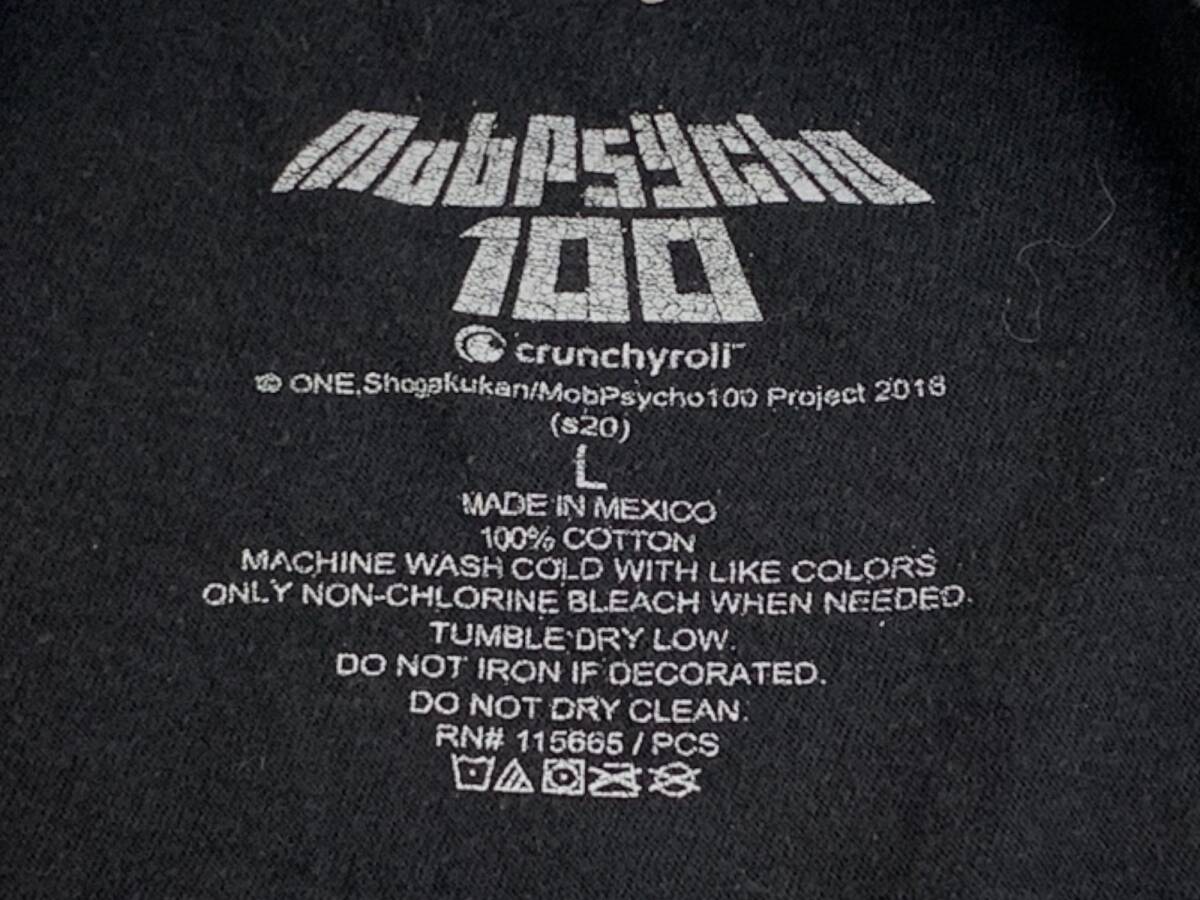 MobPsycho
100
crunchyroll™
© ONE,Shogakukan/MobPsycho100 Project 2016
(s20)
L
MADE IN MEXICO
100% COTTON
MACHINE WASH COLD WITH LIKE COLORS
ONLY NON-CHLORINE BLEACH WHEN NEEDED.
TUMBLE DRY LOW.
DO NOT IRON IF DECORATED.
DO NOT DRY CLEAN.
RN# 115665 / PCS